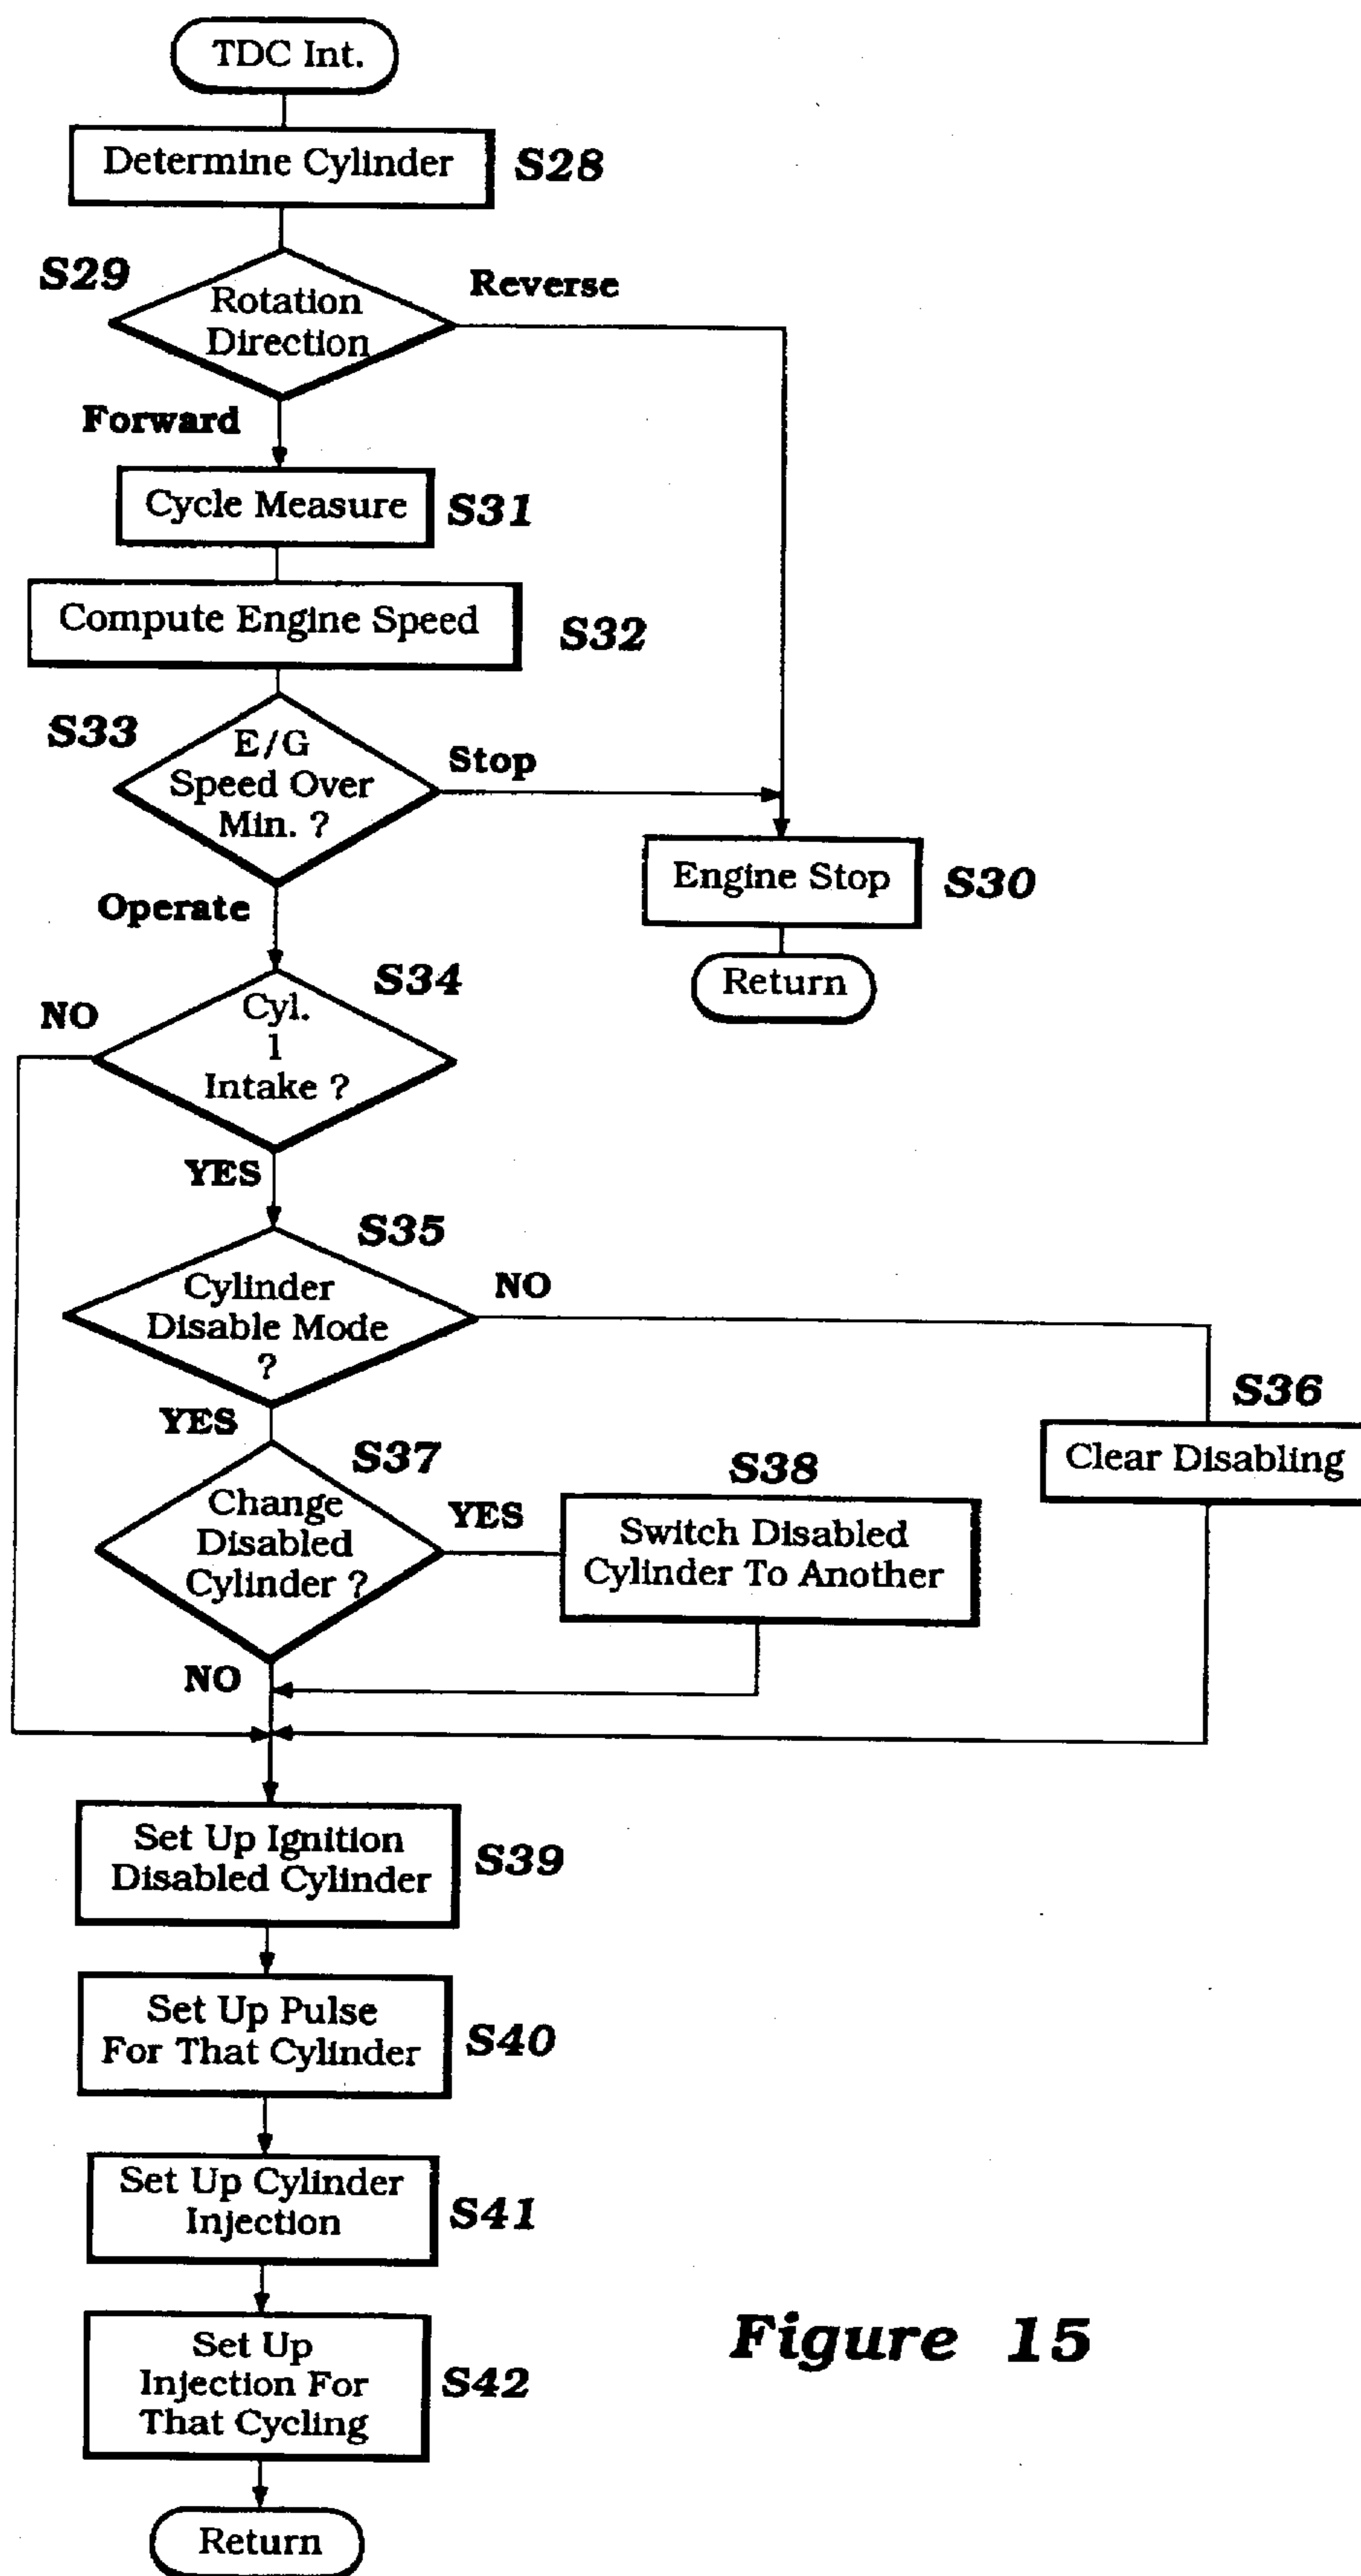 TDC Int.
Determine Cylinder
S28
S29
Rotation
Direction
Reverse
Forward
Cycle Measure
S31
Compute Engine Speed
S32
S33
E/G
Speed Over
Min. ?
Stop
Operate
Engine Stop
S30
Return
S34
NO
Cyl.
1
Intake ?
YES
S35
Cylinder
Disable Mode
?
NO
YES
S36
Clear Disabling
S37
Change
Disabled
Cylinder ?
YES
S38
Switch Disabled
Cylinder To Another
NO
Set Up Ignition
Disabled Cylinder
S39
Set Up Pulse
For That Cylinder
S40
Set Up Cylinder
Injection
S41
Set Up
Injection For
That Cycling
S42
Return
Figure 15